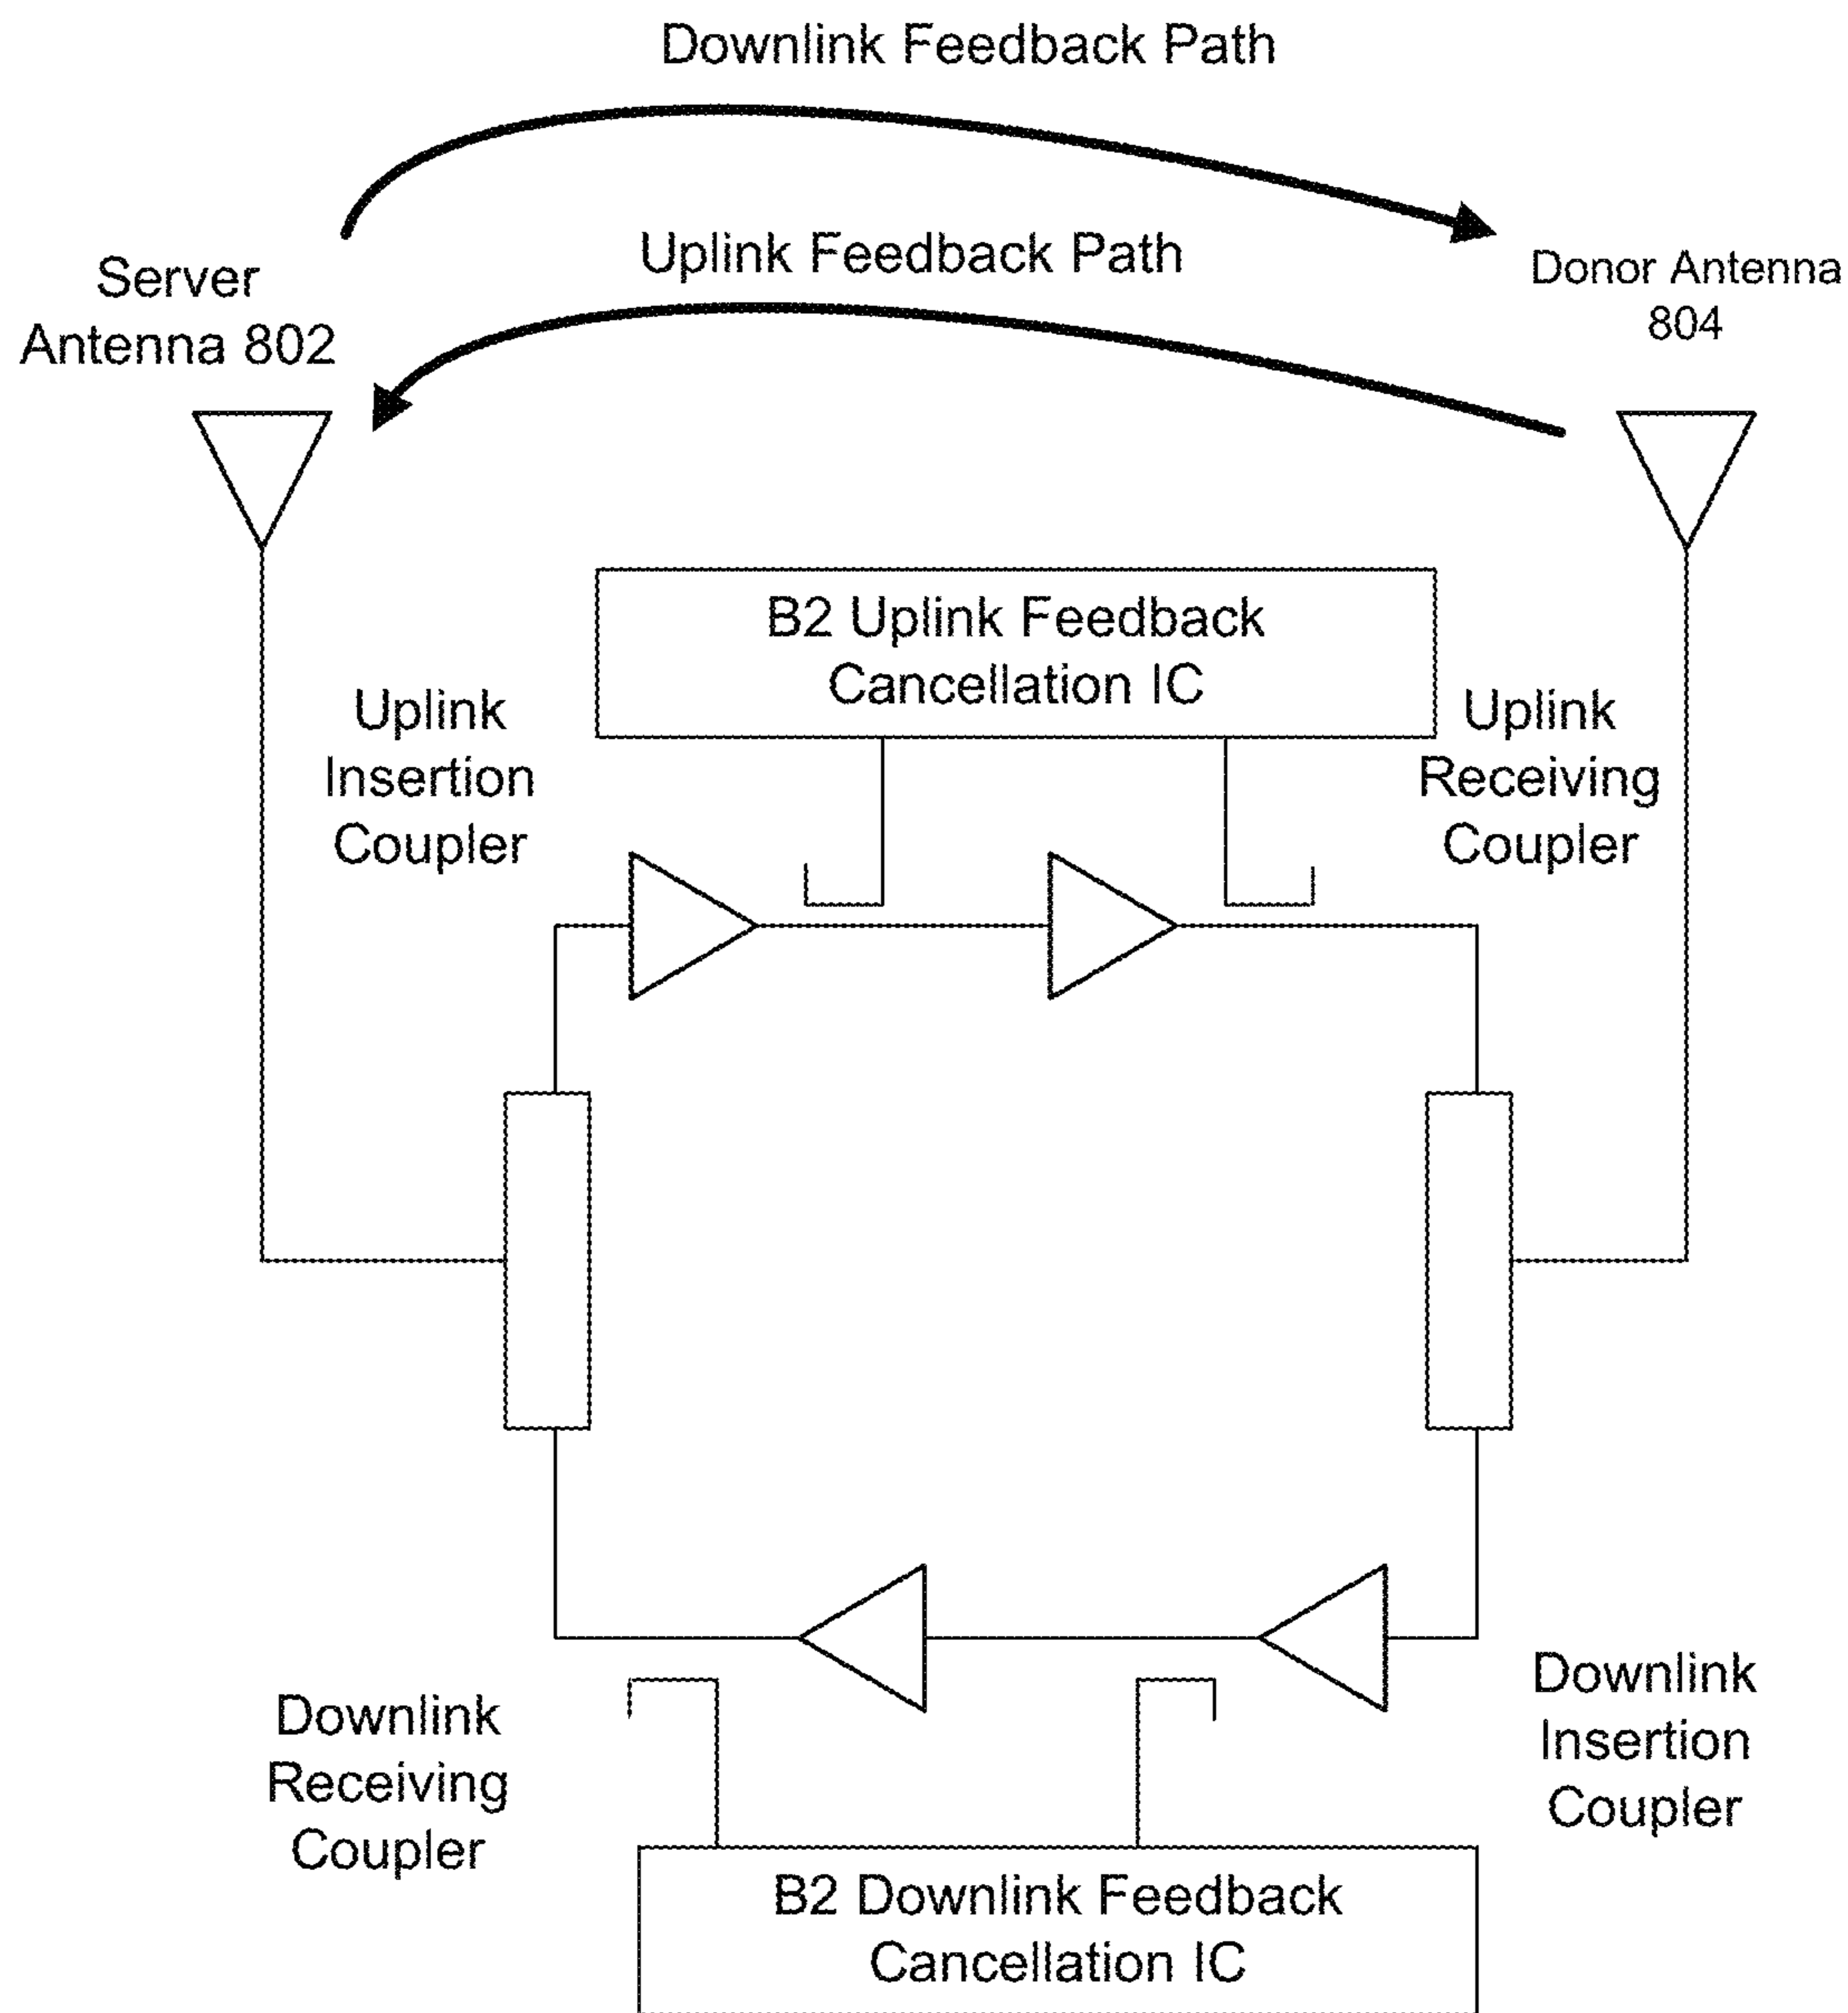 Downlink Feedback Path
Uplink Feedback Path
Server
Antenna 802
Donor Antenna
804
B2 Uplink Feedback
Cancellation IC
Uplink
Insertion
Coupler
Uplink
Receiving
Coupler
Downlink
Receiving
Coupler
Downlink
Insertion
Coupler
B2 Downlink Feedback
Cancellation IC